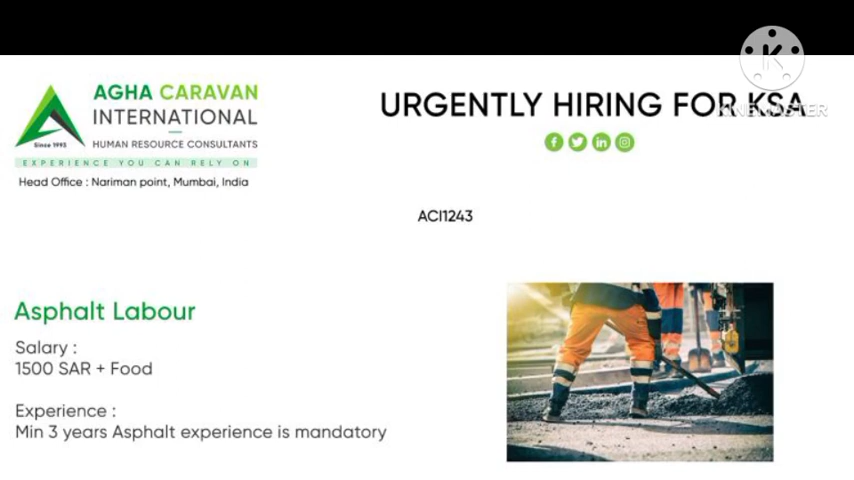 AGHA CARAVAN
INTERNATIONAL
Since 1993
HUMAN RESOURCE CONSULTANTS
EXPERIENCE YOU CAN RELY ON
Head Office : Nariman point, Mumbai, India
URGENTLY HIRING FOR KSA
KINEMASTER
ACI1243
Asphalt Labour
Salary :
1500 SAR + Food
Experience :
Min 3 years Asphalt experience is mandatory